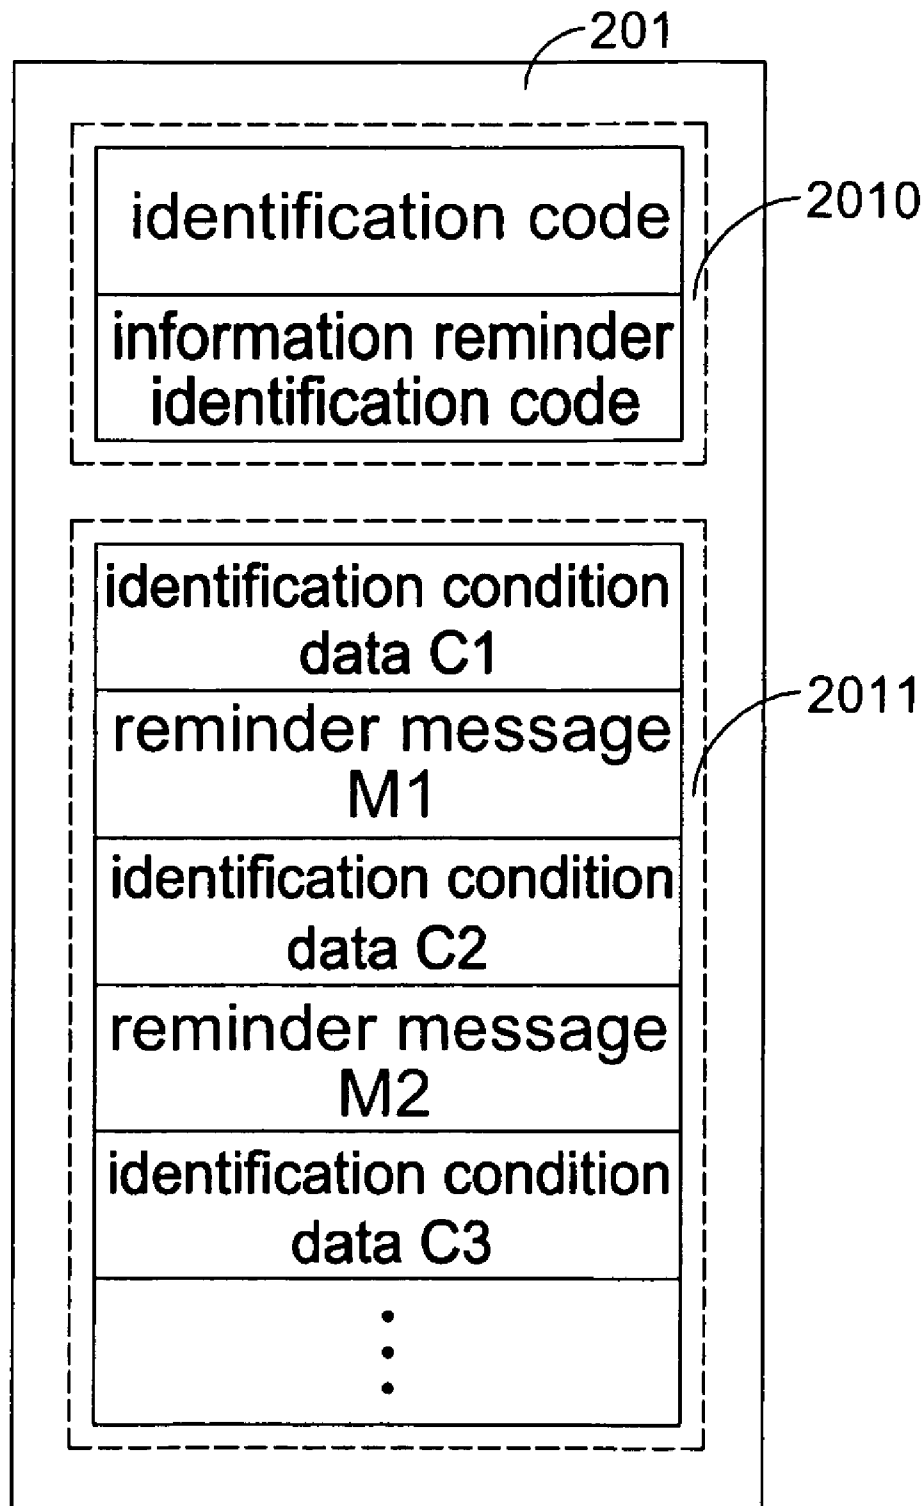 201
identification code
2010
information reminder
identification code
identification condition
data C1
2011
reminder message
M1
identification condition
data C2
reminder message
M2
identification condition
data C3